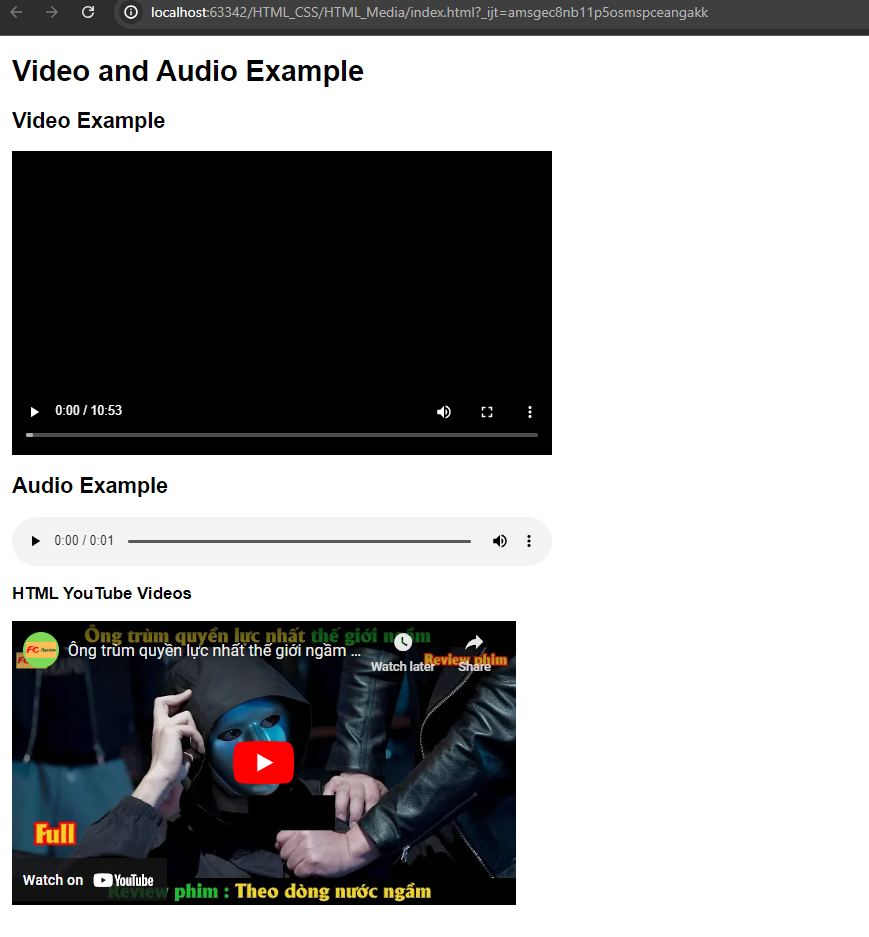 localhost:63342/HTML_CSS/HTML_Media/index.html?_ijt=amsgec8nb11p5osmspceangakk
Video and Audio Example
Video Example
0:00 / 10:53
Audio Example
0:00 / 0:01
HTML YouTube Videos
Ông trùm quyền lực nhất thế giới ngầm
FC Review
Ông trùm quyền lực nhất thế giới ngầm ...
Watch later
Share
Review phim
Full
Watch on YouTube
Review phim : Theo dòng nước ngầm